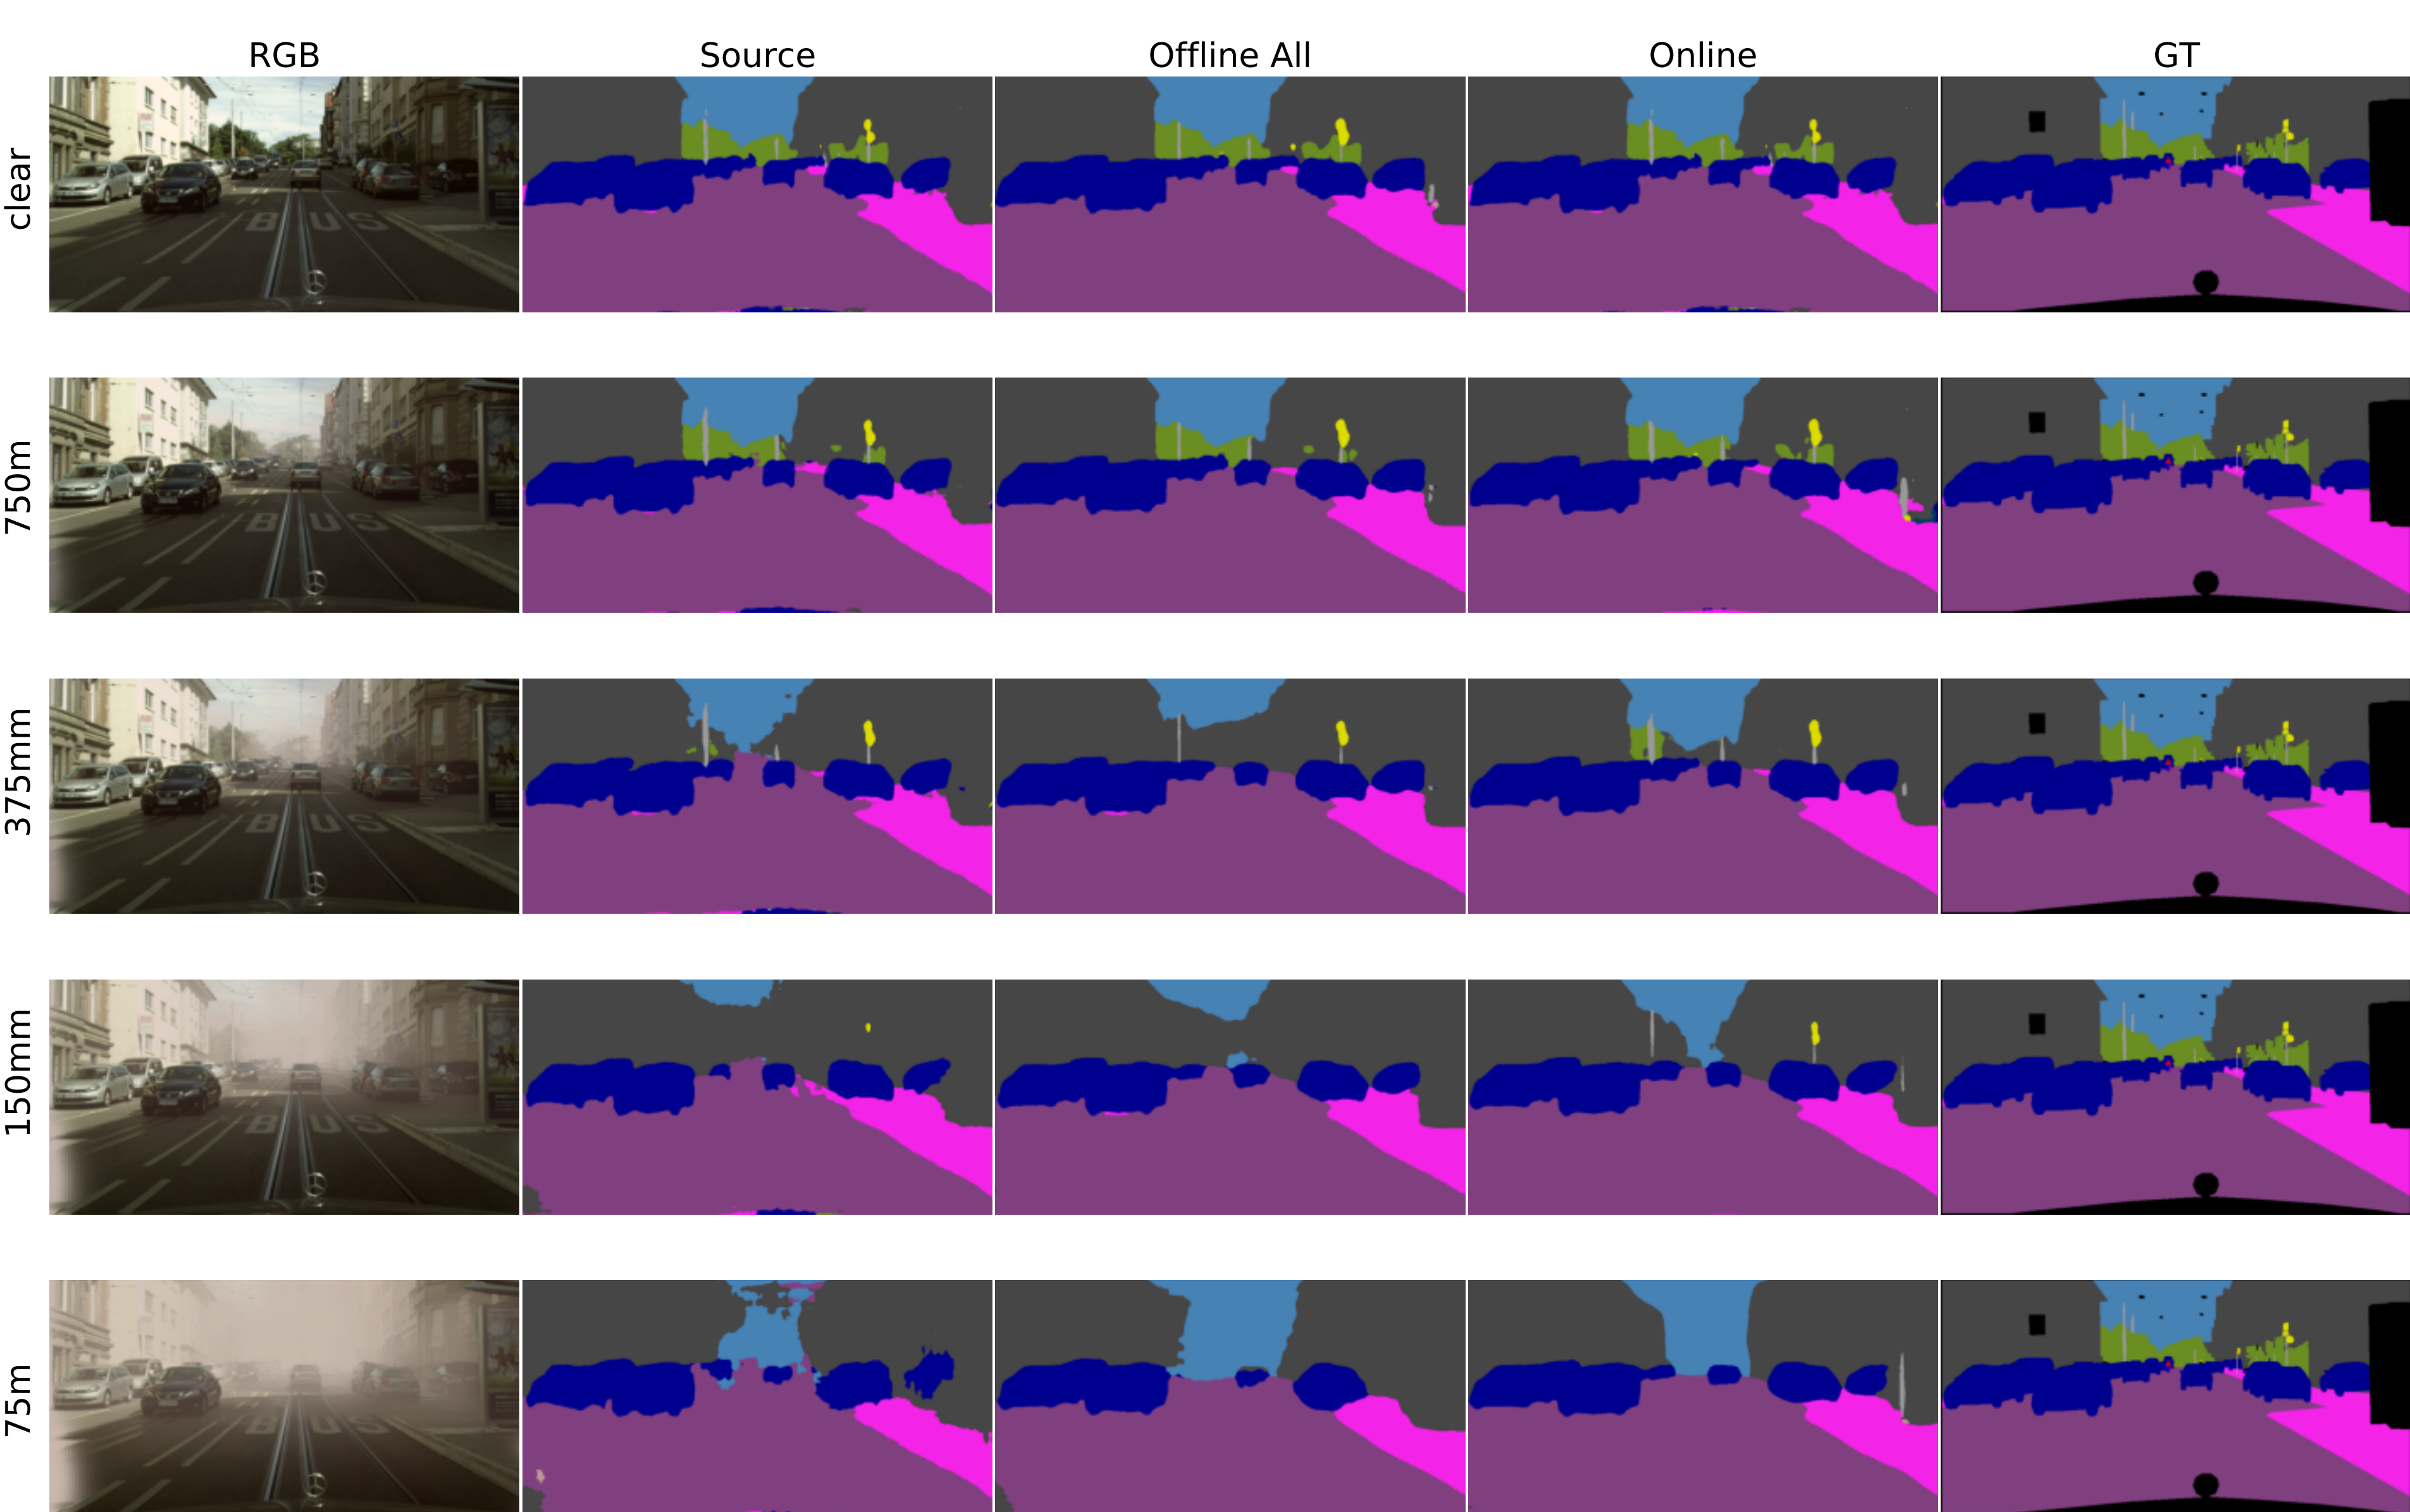 RGB Source Offline All Online GT
clear
BUS
750m
BUS
375mm
BUS
150mm
BUS
75m
BUS